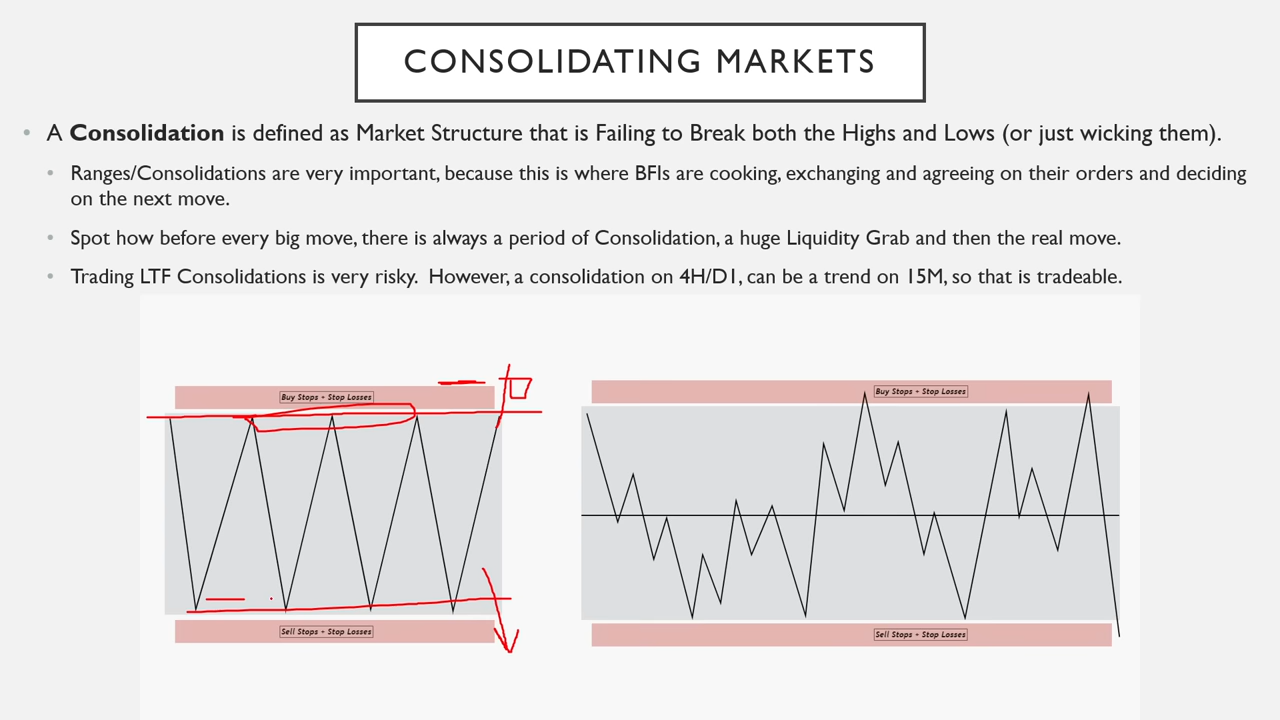 CONSOLIDATING MARKETS
• A Consolidation is defined as Market Structure that is Failing to Break both the Highs and Lows (or just wicking them).
• Ranges/Consolidations are very important, because this is where BFIs are cooking, exchanging and agreeing on their orders and deciding
on the next move.
• Spot how before every big move, there is always a period of Consolidation, a huge Liquidity Grab and then the real move.
• Trading LTF Consolidations is very risky. However, a consolidation on 4H/D1, can be a trend on 15M, so that is tradeable.
Buy Stops + Stop Losses
Sell Stops + Stop Losses
Buy Stops + Stop Losses
Sell Stops + Stop Losses